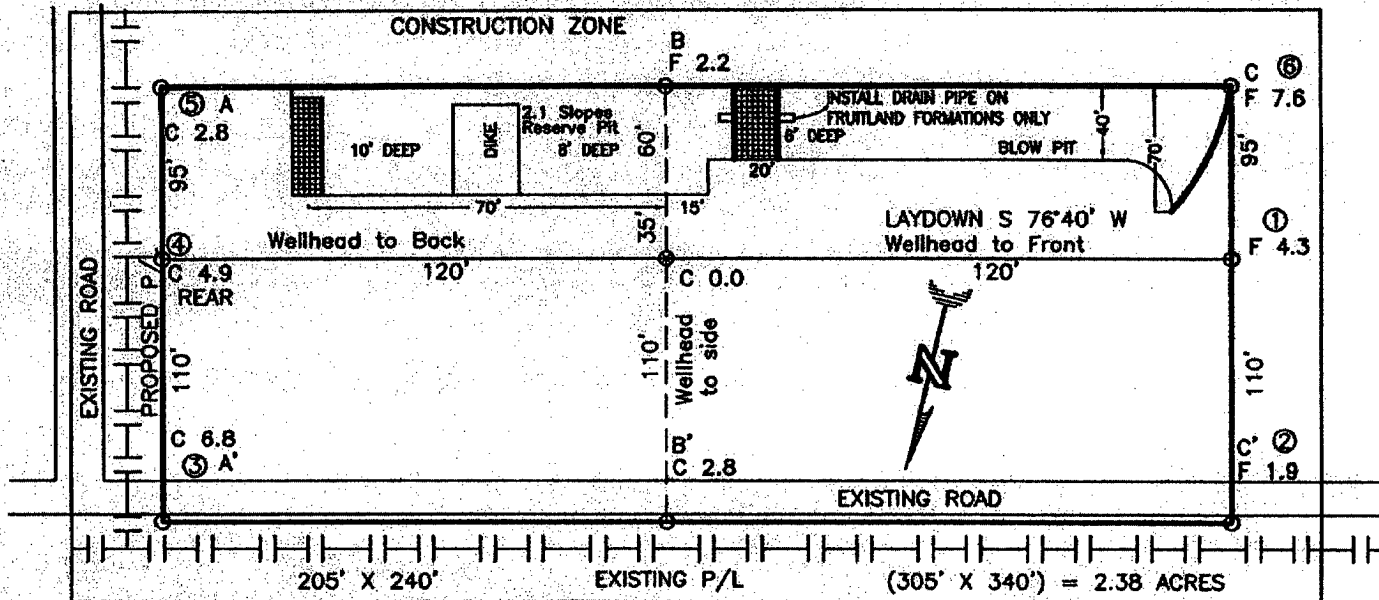 CONSTRUCTION ZONE
B
F 2.2
C ⑥
F 7.6
⑤ A
C 2.8
2.1 Slopes
Reserve Pit
10' DEEP
DIKE
8' DEEP
60'
INSTALL DRAIN PIPE ON
FRUITLAND FORMATIONS ONLY
6' DEEP
20'
BLOW PIT
40'
70'
95'
95'
70'
15'
35'
LAYDOWN S 76°40' W
Wellhead to Front
120'
①
F 4.3
④
Wellhead to Back
120'
C 4.9
REAR
C 0.0
EXISTING ROAD
PROPOSED P/
110'
110'
Wellhead
to side
N
110'
C 6.8
③ A'
B'
C 2.8
C' ②
F 1.9
EXISTING ROAD
205' X 240'
EXISTING P/L
(305' X 340') = 2.38 ACRES